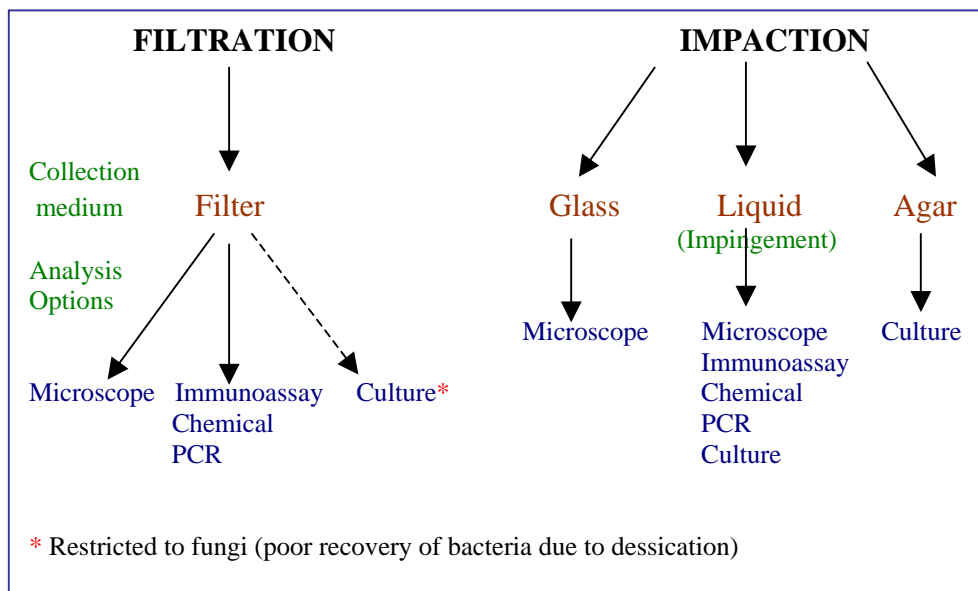 FILTRATION
IMPACTION
Collection
medium
Filter
Glass
Liquid
(Impingement)
Agar
Analysis
Options
Microscope
Immunoassay
Chemical
PCR
Culture*
Microscope
Microscope
Immunoassay
Chemical
PCR
Culture
Culture
* Restricted to fungi (poor recovery of bacteria due to dessication)